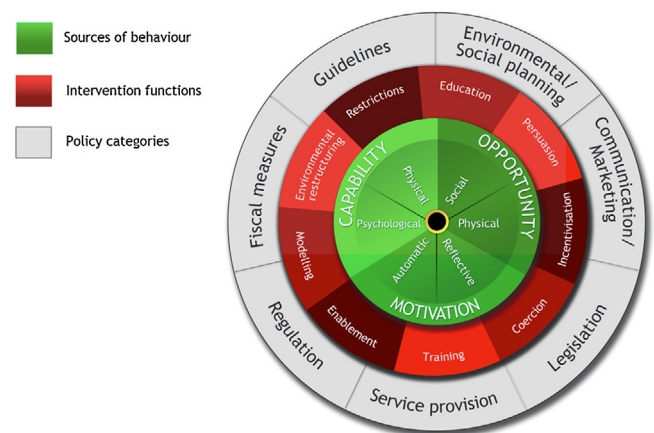 Sources of behaviour
Intervention functions
Policy categories
Guidelines
Environmental/
Social planning
Communication/
Marketing
Legislation
Service provision
Regulation
Fiscal measures
Restrictions
Education
Persuasion
Incentivisation
Coercion
Training
Enablement
Modelling
Environmental
restructuring
CAPABILITY
OPPORTUNITY
MOTIVATION
Physical
Social
Psychological
Physical
Automatic
Reflective